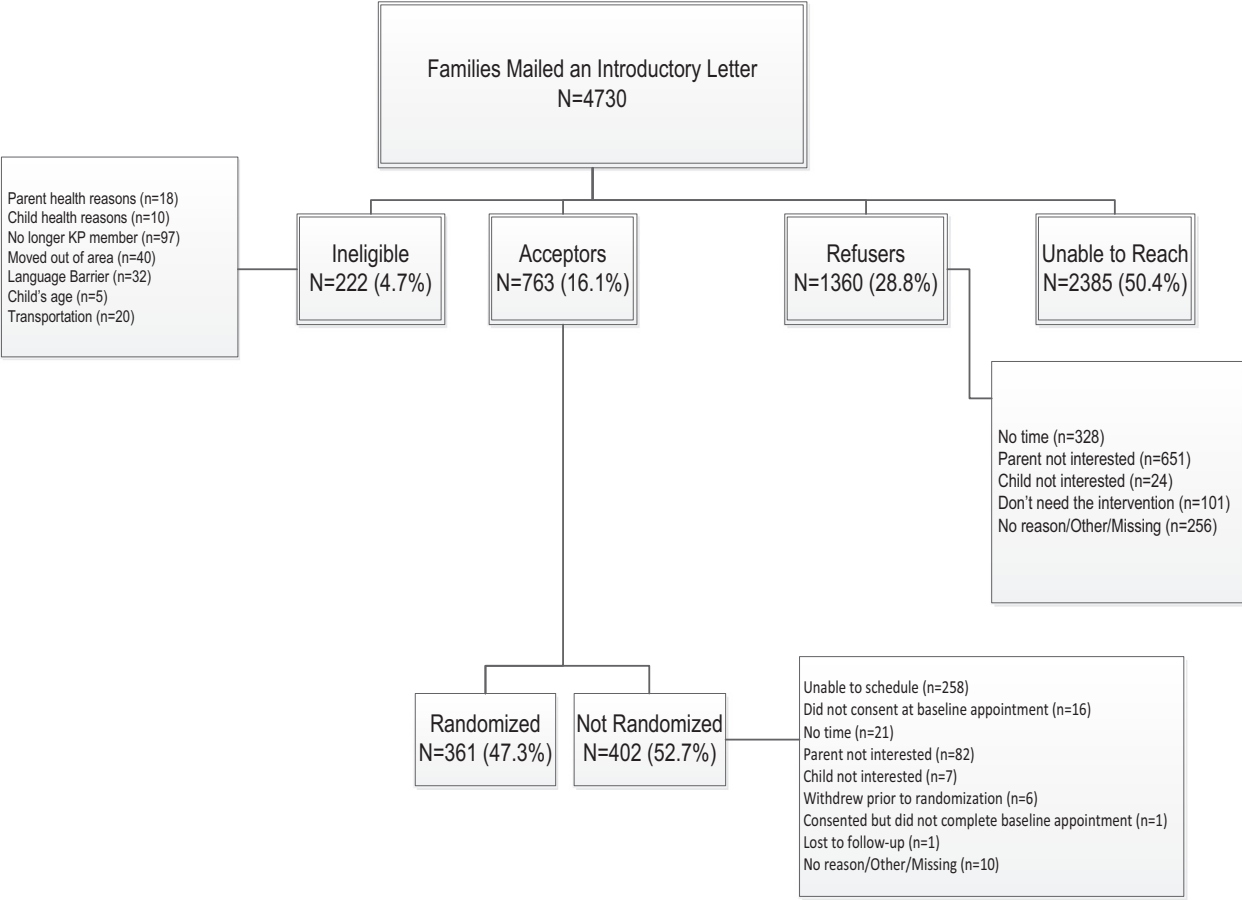 Families Mailed an Introductory Letter
N=4730
Parent health reasons (n=18)
Child health reasons (n=10)
No longer KP member (n=97)
Moved out of area (n=40)
Language Barrier (n=32)
Child's age (n=5)
Transportation (n=20)
Ineligible
N=222 (4.7%)
Acceptors
N=763 (16.1%)
Refusers
N=1360 (28.8%)
Unable to Reach
N=2385 (50.4%)
No time (n=328)
Parent not interested (n=651)
Child not interested (n=24)
Don't need the intervention (n=101)
No reason/Other/Missing (n=256)
Randomized
N=361 (47.3%)
Not Randomized
N=402 (52.7%)
Unable to schedule (n=258)
Did not consent at baseline appointment (n=16)
No time (n=21)
Parent not interested (n=82)
Child not interested (n=7)
Withdrew prior to randomization (n=6)
Consented but did not complete baseline appointment (n=1)
Lost to follow-up (n=1)
No reason/Other/Missing (n=10)